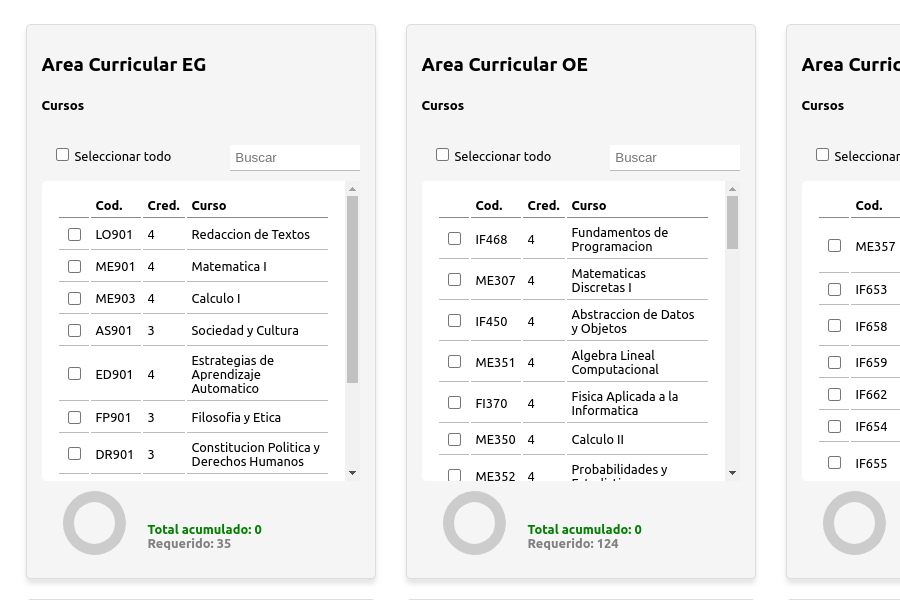 Area Curricular EG
Cursos
Seleccionar todo Buscar
Cod. Cred. Curso
LO901 4 Redaccion de Textos
ME901 4 Matematica I
ME903 4 Calculo I
AS901 3 Sociedad y Cultura
ED901 4 Estrategias de
Aprendizaje
Automatico
FP901 3 Filosofia y Etica
DR901 3 Constitucion Politica y
Derechos Humanos
Total acumulado: 0
Requerido: 35
Area Curricular OE
Cursos
Seleccionar todo Buscar
Cod. Cred. Curso
IF468 4 Fundamentos de
Programacion
ME307 4 Matematicas
Discretas I
IF450 4 Abstraccion de Datos
y Objetos
ME351 4 Algebra Lineal
Computacional
FI370 4 Fisica Aplicada a la
Informatica
ME350 4 Calculo II
ME352 4 Probabilidades y
Total acumulado: 0
Requerido: 124
Area Curric
Cursos
Seleccionar
Cod.
ME357
IF653
IF658
IF659
IF662
IF654
IF655